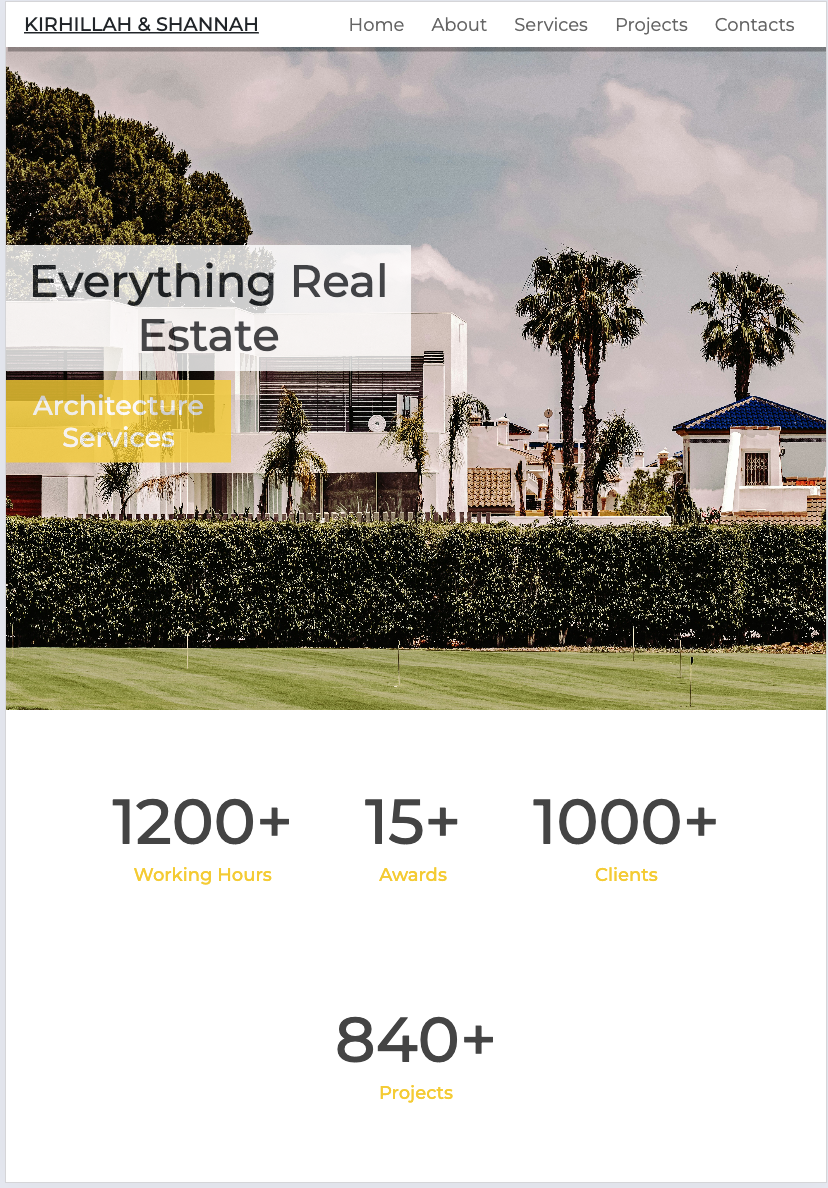 KIRHILLAH & SHANNAH
Home About Services Projects Contacts
Everything Real
Estate
Architecture
Services
1200+
Working Hours
15+
Awards
1000+
Clients
840+
Projects